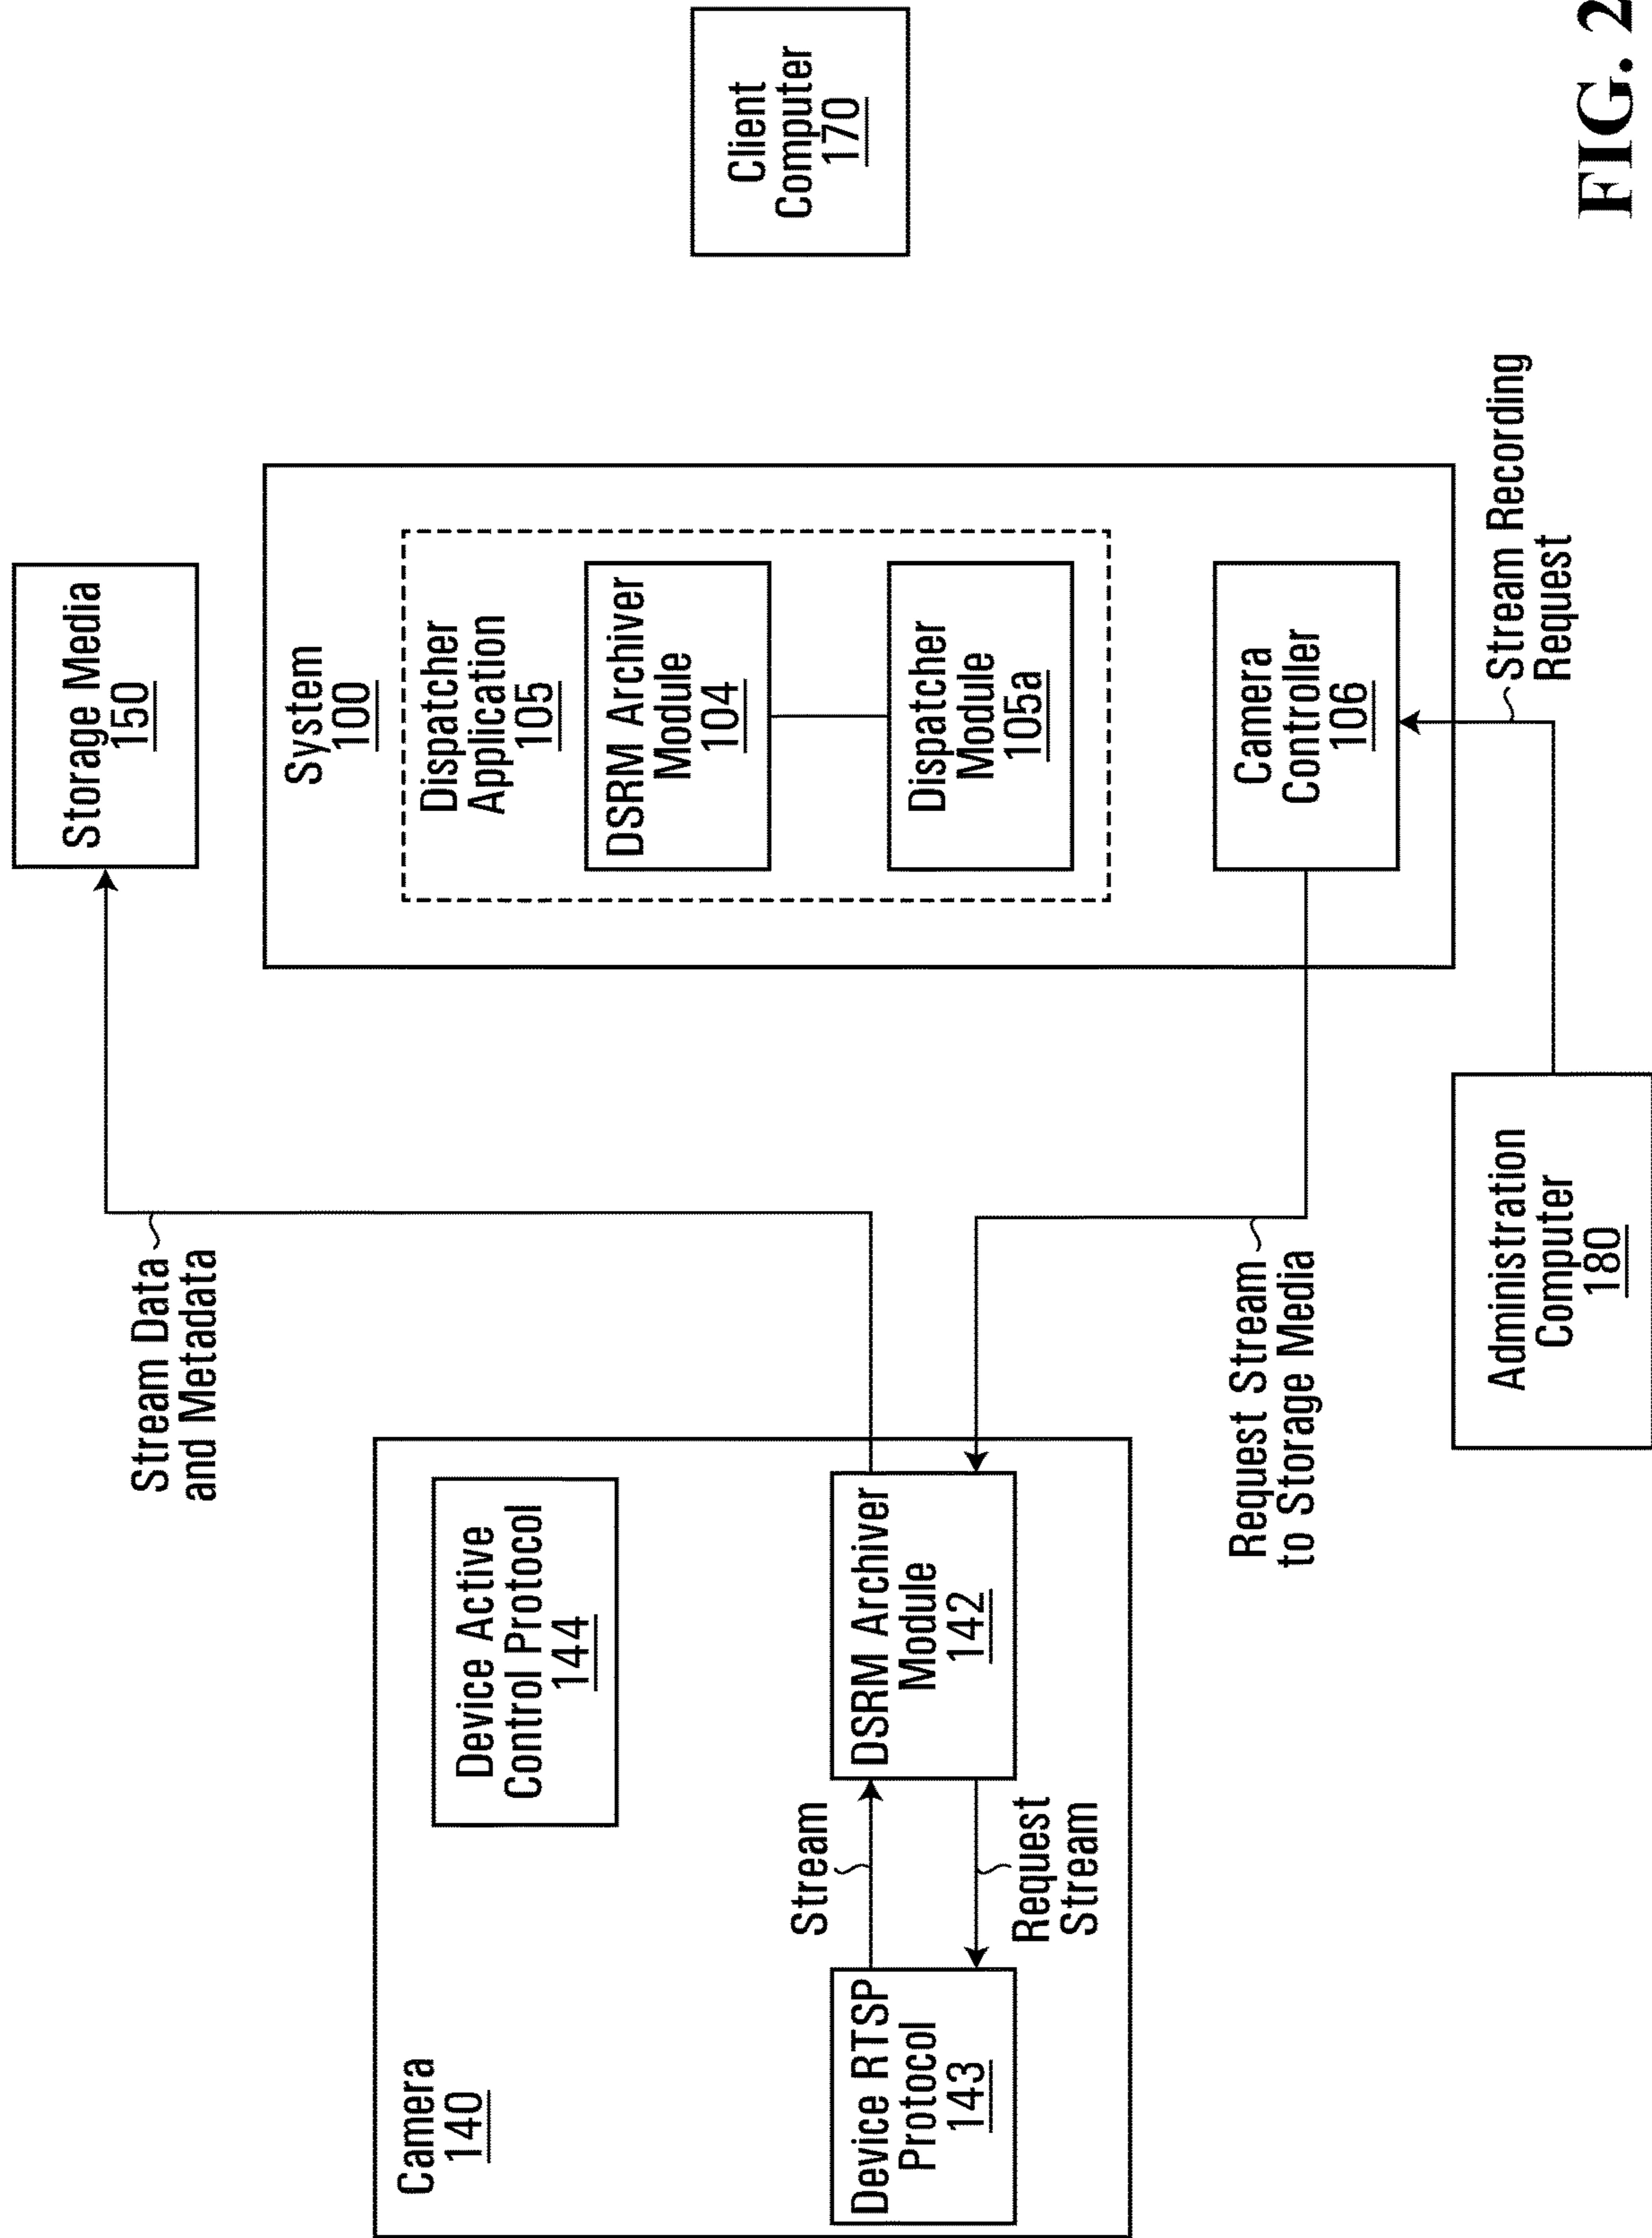 Camera
140
Device RTSP
Protocol
143
Stream
Request
Stream
Device Active
Control Protocol
144
DSRM Archiver
Module
142
Stream Data
and Metadata
Request Stream
to Storage Media
Administration
Computer
180
Storage Media
150
System
100
Dispatcher
Application
105
DSRM Archiver
Module
104
Dispatcher
Module
105a
Camera
Controller
106
Stream Recording
Request
Client
Computer
170
FIG. 2